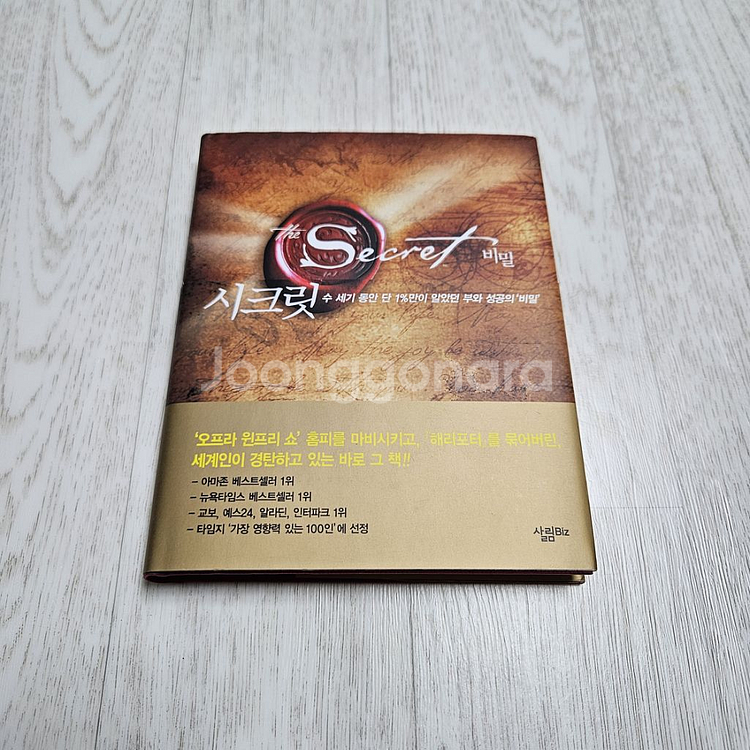 the Secret 비밀
시크릿 수 세기 동안 단 1%만이 알았던 부와 성공의 '비밀'
Joonggonara
'오프라 윈프리 쇼' 홈피를 마비시키고, 해리포터를 묶어버린,
세계인이 경탄하고 있는 바로 그 책!!
- 아마존 베스트셀러 1위
- 뉴욕타임스 베스트셀러 1위
- 교보, 예스24, 알라딘, 인터파크 1위
- 타임지 '가장 영향력 있는 100인'에 선정
살림Biz